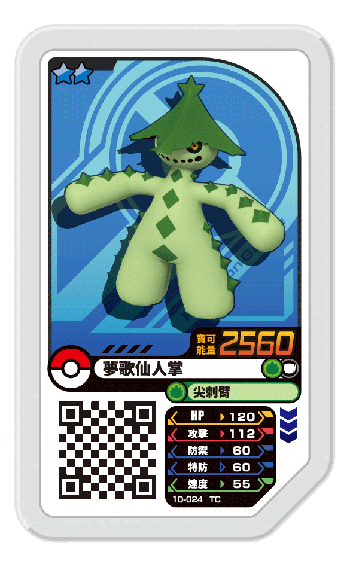 寶可
能量 2560
夢歌仙人掌
尖刺臂
HP 120
攻擊 112
防禦 60
特防 60
速度 55
10-024 TC